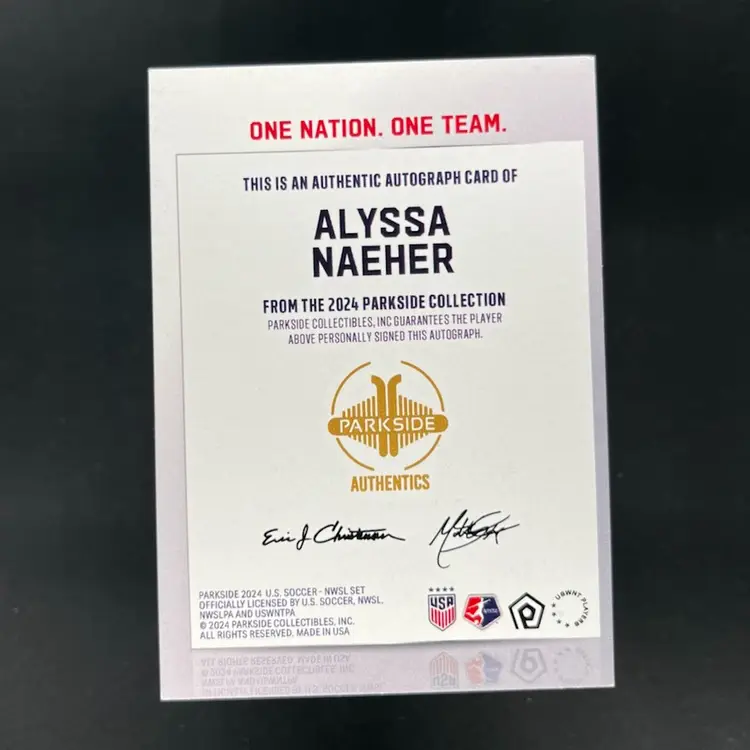 ONE NATION. ONE TEAM.
THIS IS AN AUTHENTIC AUTOGRAPH CARD OF
ALYSSA
NAEHER
FROM THE 2024 PARKSIDE COLLECTION
PARKSIDE COLLECTIBLES, INC GUARANTEES THE PLAYER
ABOVE PERSONALLY SIGNED THIS AUTOGRAPH.
PARKSIDE
AUTHENTICS
Eric J Christensen
PARKSIDE 2024 U.S. SOCCER - NWSL SET
OFFICIALLY LICENSED BY U.S. SOCCER, NWSL,
NWSLPA AND USWNTPA
© 2024 PARKSIDE COLLECTIBLES, INC.
ALL RIGHTS RESERVED. MADE IN USA
USA
NWSL
P
USWNT PLAYERS